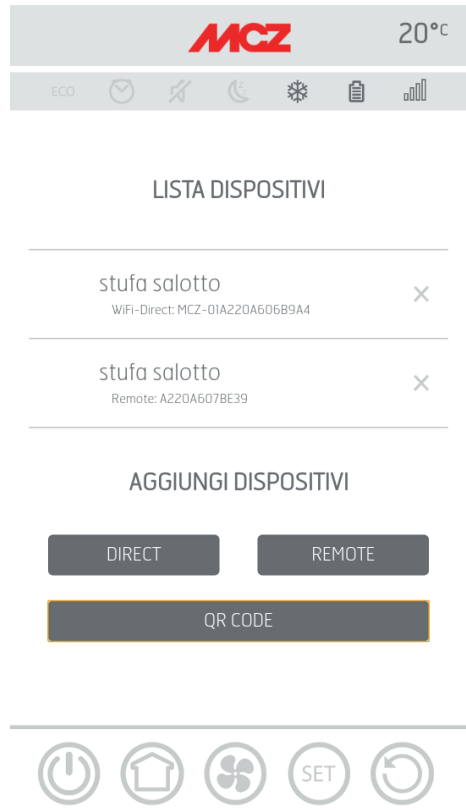 MCZ
20°C
ECO
LISTA DISPOSITIVI
stufa salotto
WiFi-Direct: MCZ-01A220A606B9A4
stufa salotto
Remote: A220A607BE39
AGGIUNGI DISPOSITIVI
DIRECT
REMOTE
QR CODE
SET